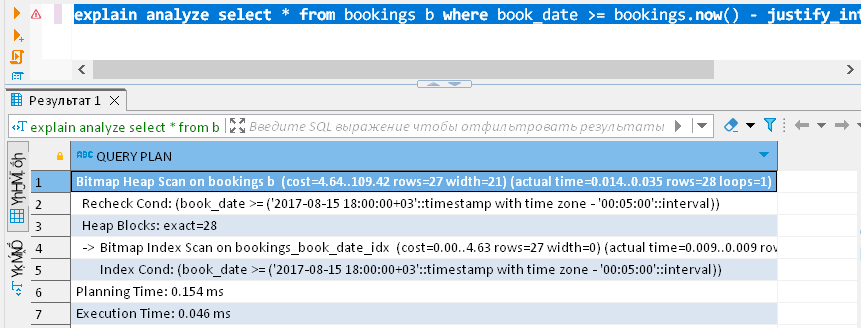 explain analyze select * from bookings b where book_date >= bookings.now() - justify_int
Результат 1
explain analyze select * from b
Введите SQL выражение чтобы отфильтровать результаты
ABC QUERY PLAN
1 Bitmap Heap Scan on bookings b (cost=4.64..109.42 rows=27 width=21) (actual time=0.014..0.035 rows=28 loops=1)
2 Recheck Cond: (book_date >= ('2017-08-15 18:00:00+03'::timestamp with time zone - '00:05:00'::interval))
3 Heap Blocks: exact=28
4 -> Bitmap Index Scan on bookings_book_date_idx (cost=0.00..4.63 rows=27 width=0) (actual time=0.009..0.009 row
5 Index Cond: (book_date >= ('2017-08-15 18:00:00+03'::timestamp with time zone - '00:05:00'::interval))
6 Planning Time: 0.154 ms
7 Execution Time: 0.046 ms